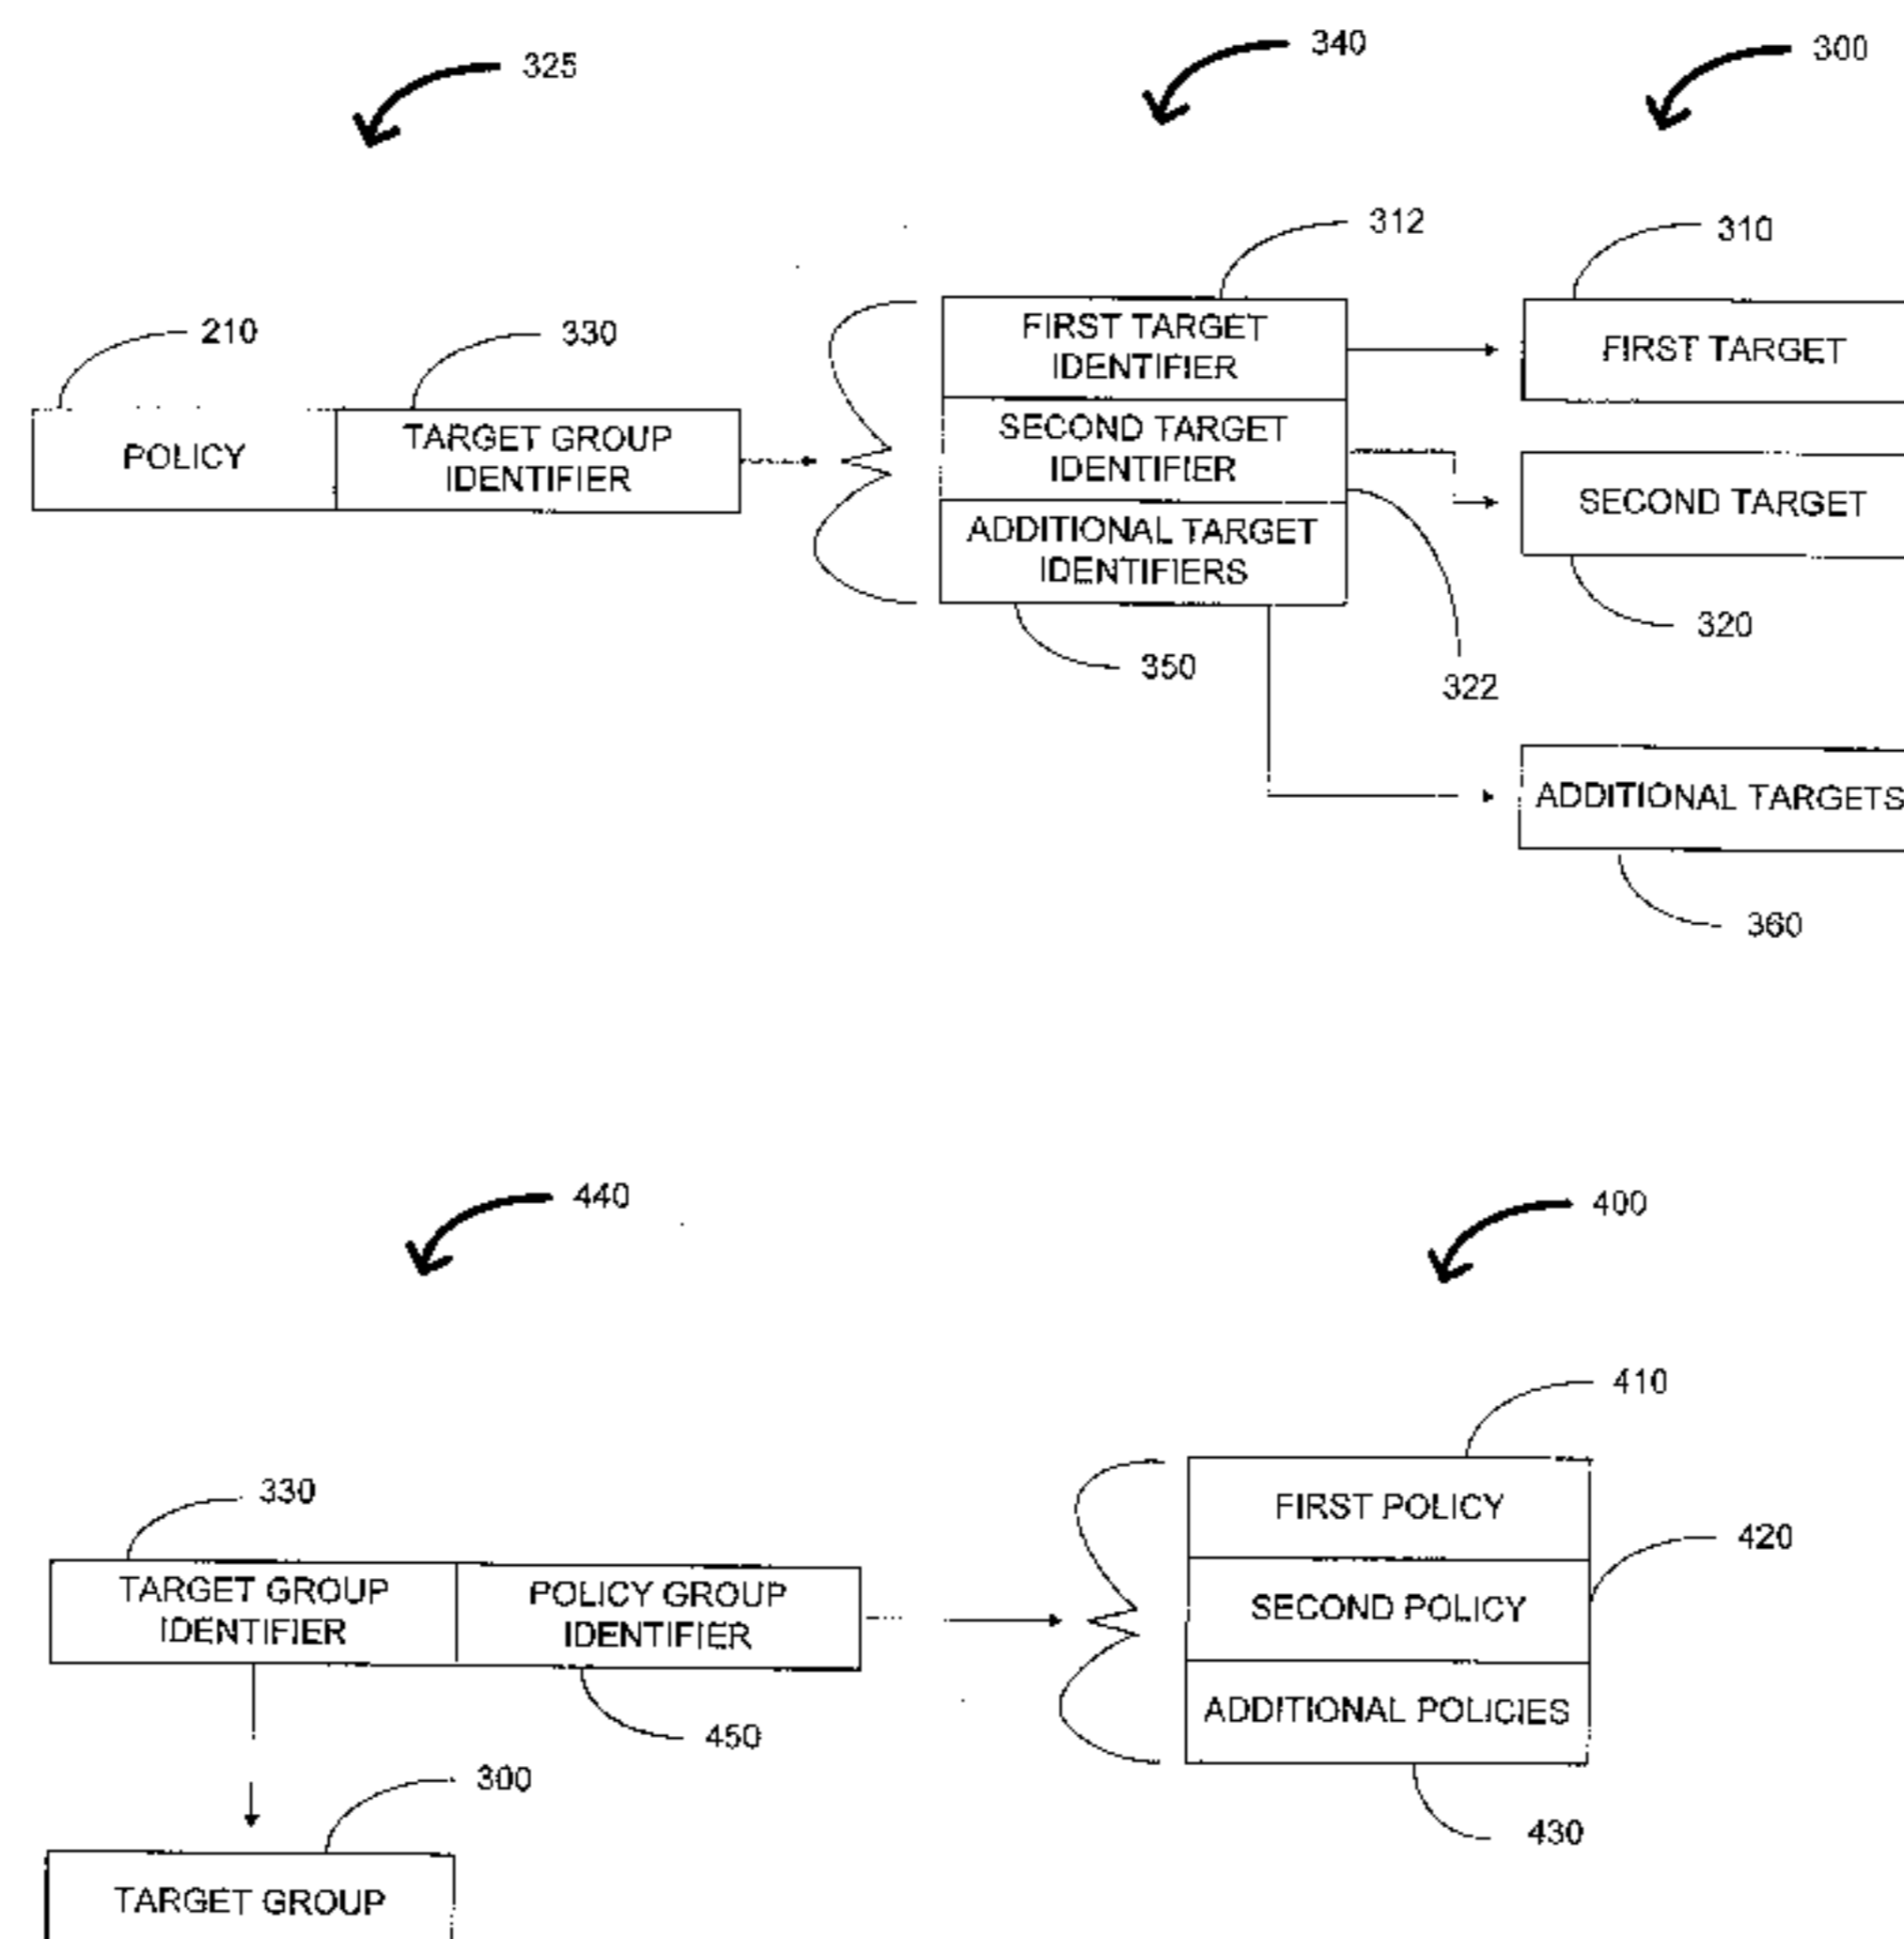 325
340
300
312
310
210
330
FIRST TARGET
IDENTIFIER
FIRST TARGET
POLICY
TARGET GROUP
IDENTIFIER
SECOND TARGET
IDENTIFIER
SECOND TARGET
ADDITIONAL TARGET
IDENTIFIERS
320
350
322
ADDITIONAL TARGETS
360
440
400
410
330
FIRST POLICY
420
TARGET GROUP
IDENTIFIER
POLICY GROUP
IDENTIFIER
SECOND POLICY
ADDITIONAL POLICIES
450
300
430
TARGET GROUP